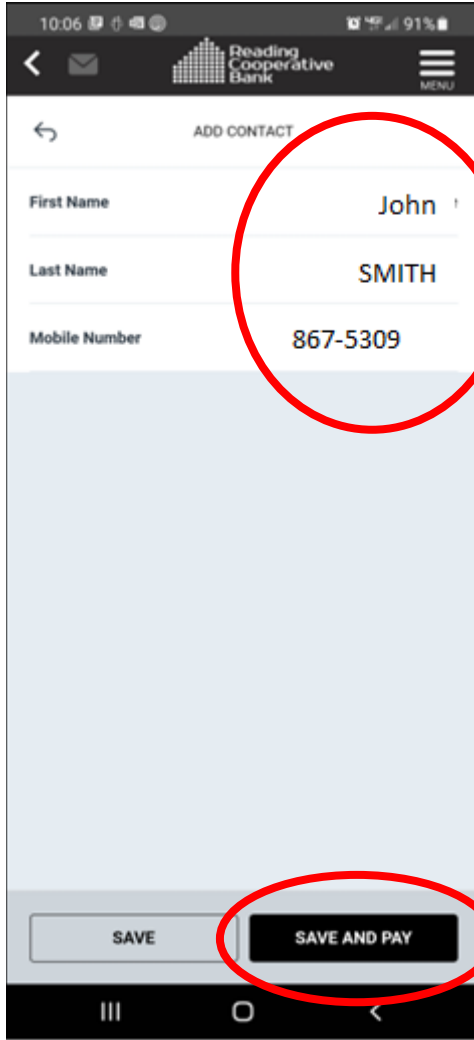 10:06 91%
Reading
Cooperative
Bank
MENU
ADD CONTACT
First Name John
Last Name SMITH
Mobile Number 867-5309
SAVE SAVE AND PAY